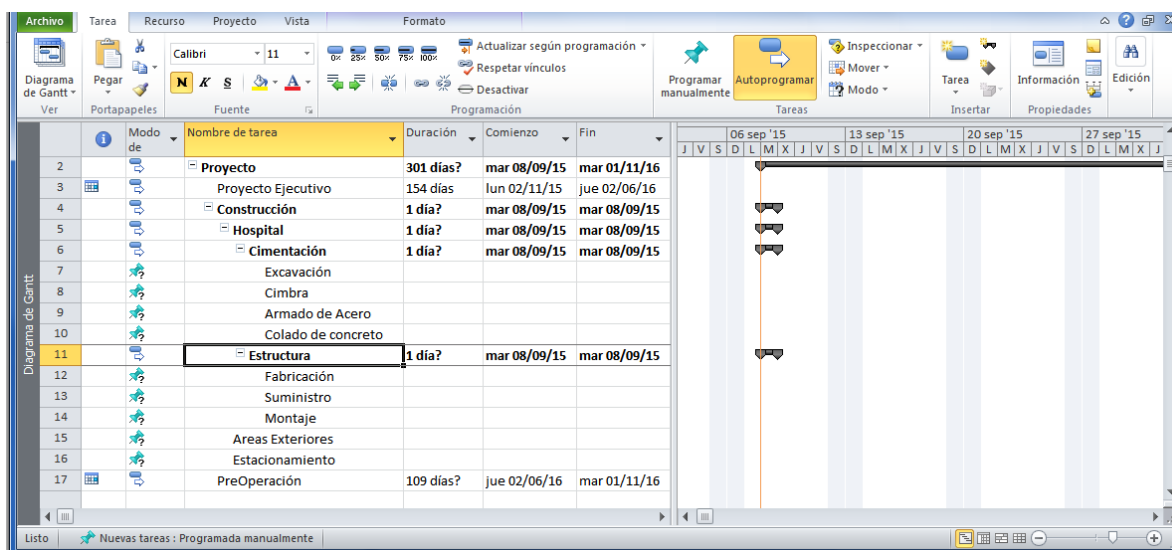 Archivo Tarea Recurso Proyecto Vista Formato
Diagrama de Gantt
Ver
Pegar
Portapapeles
Calibri 11
N K S A
Fuente
0% 25% 50% 75% 100%
Actualizar según programación
Respetar vínculos
Desactivar
Programación
Programar manualmente
Autoprogramar
Inspeccionar
Mover
Modo
Tareas
Tarea
Insertar
Información
Propiedades
Edición
Modo de Nombre de tarea Duración Comienzo Fin
06 sep '15 13 sep '15 20 sep '15 27 sep '15
J V S D L M X J V S D L M X J V S D L M X J V S D L M X J
2 Proyecto 301 días? mar 08/09/15 mar 01/11/16
3 Proyecto Ejecutivo 154 días lun 02/11/15 jue 02/06/16
4 Construcción 1 día? mar 08/09/15 mar 08/09/15
5 Hospital 1 día? mar 08/09/15 mar 08/09/15
6 Cimentación 1 día? mar 08/09/15 mar 08/09/15
7 Excavación
8 Cimbra
9 Armado de Acero
10 Colado de concreto
11 Estructura 1 día? mar 08/09/15 mar 08/09/15
12 Fabricación
13 Suministro
14 Montaje
15 Areas Exteriores
16 Estacionamiento
17 PreOperación 109 días? jue 02/06/16 mar 01/11/16
Diagrama de Gantt
Listo Nuevas tareas : Programada manualmente